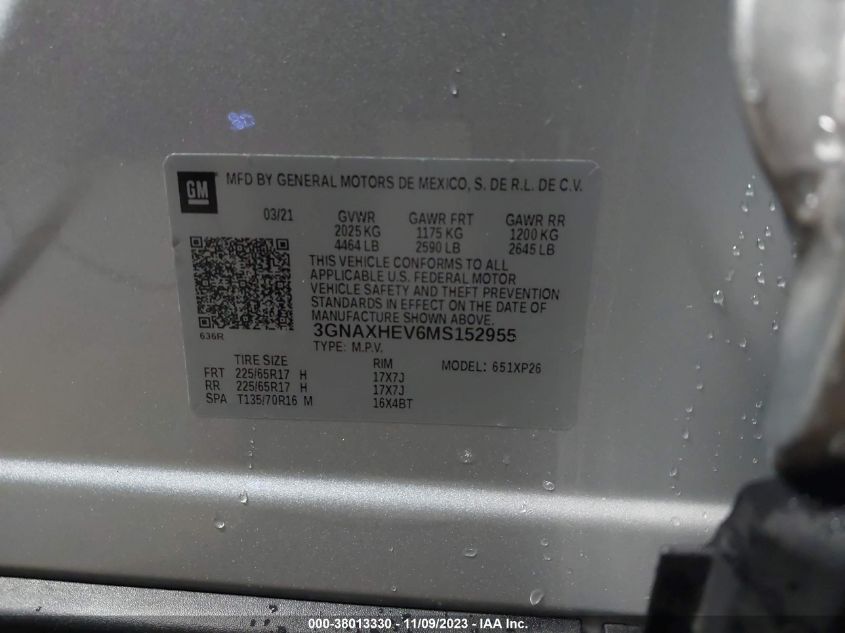 GM MFD BY GENERAL MOTORS DE MEXICO, S. DE R.L. DE C.V.
03/21 GVWR GAWR FRT GAWR RR
2025 KG 1175 KG 1200 KG
4464 LB 2590 LB 2645 LB
THIS VEHICLE CONFORMS TO ALL
APPLICABLE U.S. FEDERAL MOTOR
VEHICLE SAFETY AND THEFT PREVENTION
STANDARDS IN EFFECT ON THE DATE OF
MANUFACTURE SHOWN ABOVE.
636R 3GNAXHEV6MS152955
TYPE: M.P.V.
TIRE SIZE RIM MODEL: 651XP26
FRT 225/65R17 H 17X7J
RR 225/65R17 H 17X7J
SPA T135/70R16 M 16X4BT
000-38013330 - 11/09/2023 - IAA Inc.